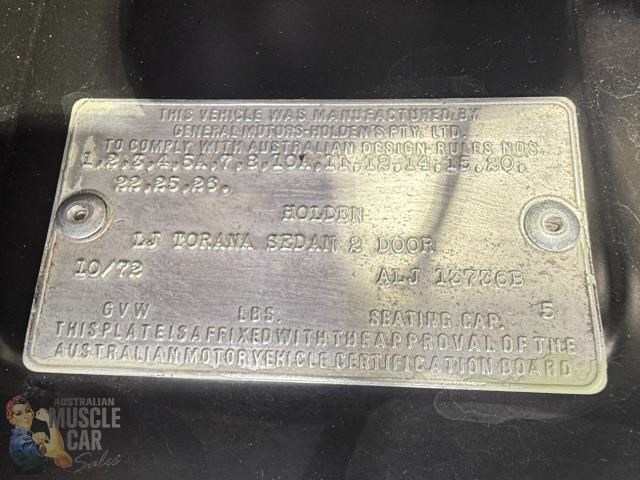 THIS VEHICLE WAS MANUFACTURED BY
GENERAL MOTORS-HOLDEN'S PTY. LTD.
TO COMPLY WITH AUSTRALIAN DESIGN RULES NOS.
1,2,3,4,5A,7,8,10A,11,12,14,15,20,
22,25,26.
HOLDEN
LJ TORANA SEDAN 2 DOOR
10/72 ALJ 13736B
GVW LBS. SEATING CAP. 5
THIS PLATE IS AFFIXED WITH THE APPROVAL OF THE
AUSTRALIAN MOTOR VEHICLE CERTIFICATION BOARD
AUSTRALIAN
MUSCLE
CAR
Sales